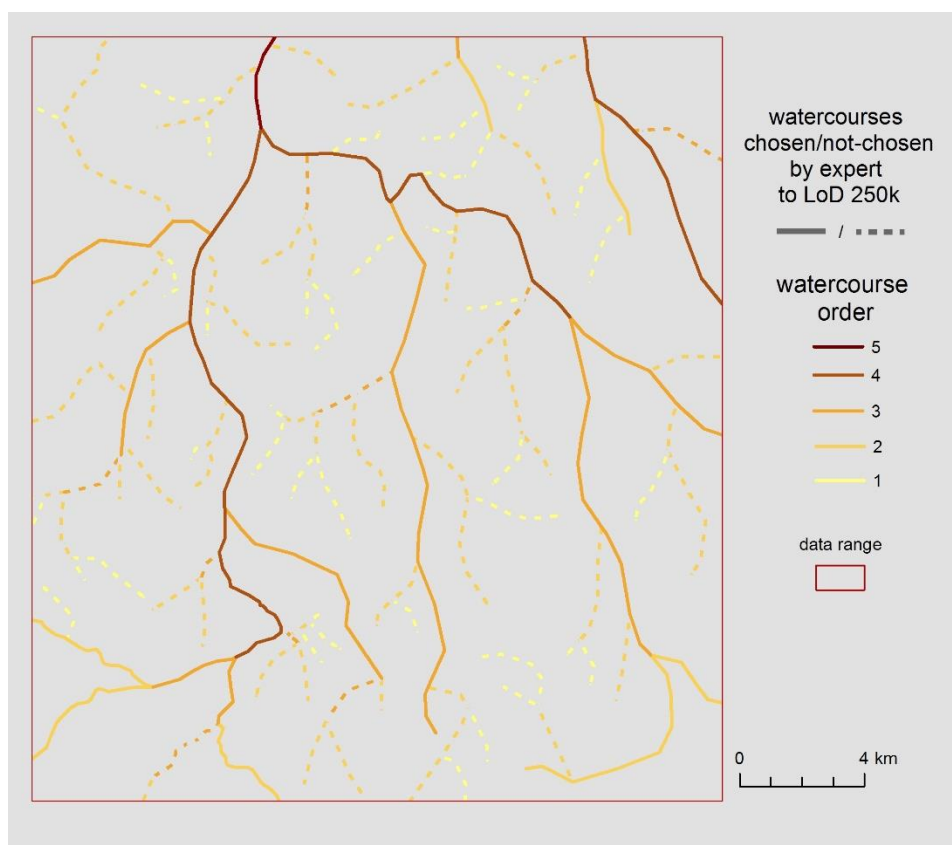 watercourses
chosen/not-chosen
by expert
to LoD 250k
/
watercourse
order
5
4
3
2
1
data range
0 4 km